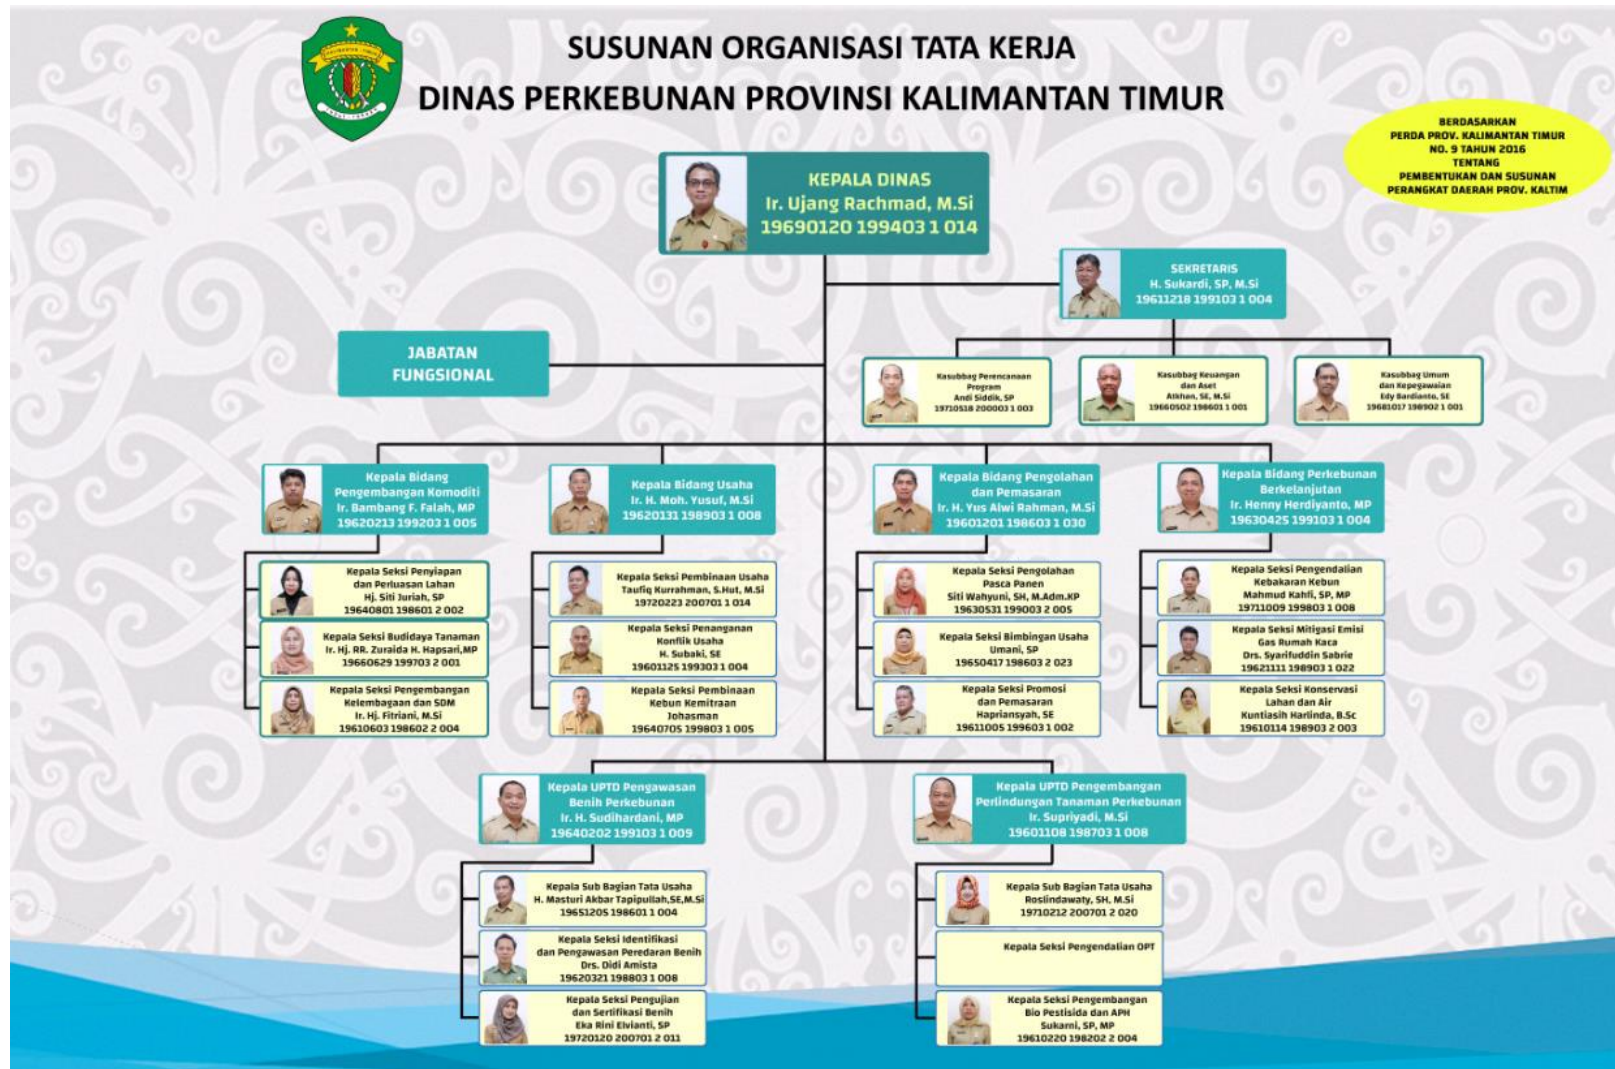 SUSUNAN ORGANISASI TATA KERJA
DINAS PERKEBUNAN PROVINSI KALIMANTAN TIMUR
BERDASARKAN
PERDA PROV. KALIMANTAN TIMUR
NO. 9 TAHUN 2016
TENTANG
PEMBENTUKAN DAN SUSUNAN
PERANGKAT DAERAH PROV. KALTIM
KEPALA DINAS
Ir. Ujang Rachmad, M.Si
19690120 199403 1 014
SEKRETARIS
H. Sukardi, SP, M.Si
19611218 199103 1 004
JABATAN
FUNGSIONAL
Kasubbag Perencanaan
Program
Andi Siddik, SP
19710518 200003 1 003
Kasubbag Keuangan
dan Aset
Atkhan, SE, M.Si
19660502 198601 1 001
Kasubbag Umum
dan Kepegawaian
Edy Bardianto, SE
19681017 198902 1 001
Kepala Bidang
Pengembangan Komoditi
Ir. Bambang F. Falah, MP
19620213 199203 1 005
Kepala Bidang Usaha
Ir. H. Moh. Yusuf, M.Si
19620131 198903 1 008
Kepala Bidang Pengolahan
dan Pemasaran
Ir. H. Yus Alwi Rahman, M.Si
19601201 198603 1 030
Kepala Bidang Perkebunan
Berkelanjutan
Ir. Henny Herdiyanto, MP
19630425 199103 1 004
Kepala Seksi Penyiapan
dan Perluasan Lahan
Hj. Siti Juriah, SP
19640801 198601 2 002
Kepala Seksi Budidaya Tanaman
Ir. Hj. RR. Zuraida H. Hapsari,MP
19660629 199703 2 001
Kepala Seksi Pengembangan
Kelembagaan dan SDM
Ir. Hj. Fitriani, M.Si
19610603 198602 2 004
Kepala Seksi Pembinaan Usaha
Taufiq Kurrahman, S.Hut, M.Si
19720223 200701 1 014
Kepala Seksi Penanganan
Konflik Usaha
H. Subaki, SE
19601125 199303 1 004
Kepala Seksi Pembinaan
Kebun Kemitraan
Johasman
19640705 199803 1 005
Kepala Seksi Pengolahan
Pasca Panen
Siti Wahyuni, SH, M.Adm.KP
19630531 199003 2 005
Kepala Seksi Bimbingan Usaha
Umani, SP
19650417 198603 2 023
Kepala Seksi Promosi
dan Pemasaran
Hapriansyah, SE
19611005 199603 1 002
Kepala Seksi Pengendalian
Kebakaran Kebun
Mahmud Kahfi, SP, MP
19711009 199803 1 008
Kepala Seksi Mitigasi Emisi
Gas Rumah Kaca
Drs. Syarifuddin Sabrie
19621111 198903 1 022
Kepala Seksi Konservasi
Lahan dan Air
Kuntiasih Harlinda, B.Sc
19610114 198903 2 003
Kepala UPTD Pengawasan
Benih Perkebunan
Ir. H. Sudihardani, MP
19640202 199103 1 009
Kepala UPTD Pengembangan
Perlindungan Tanaman Perkebunan
Ir. Supriyadi, M.Si
19601108 198703 1 008
Kepala Sub Bagian Tata Usaha
H. Masturi Akbar Tapipullah,SE,M.Si
19651205 198601 1 004
Kepala Seksi Identifikasi
dan Pengawasan Peredaran Benih
Drs. Didi Amista
19620321 198803 1 008
Kepala Seksi Pengujian
dan Sertifikasi Benih
Eka Rini Elvianti, SP
19720120 200701 2 011
Kepala Sub Bagian Tata Usaha
Roslindawaty, SH, M.Si
19710212 200701 2 020
Kepala Seksi Pengendalian OPT
Kepala Seksi Pengembangan
Bio Pestisida dan APH
Sukarni, SP, MP
19610220 198202 2 004